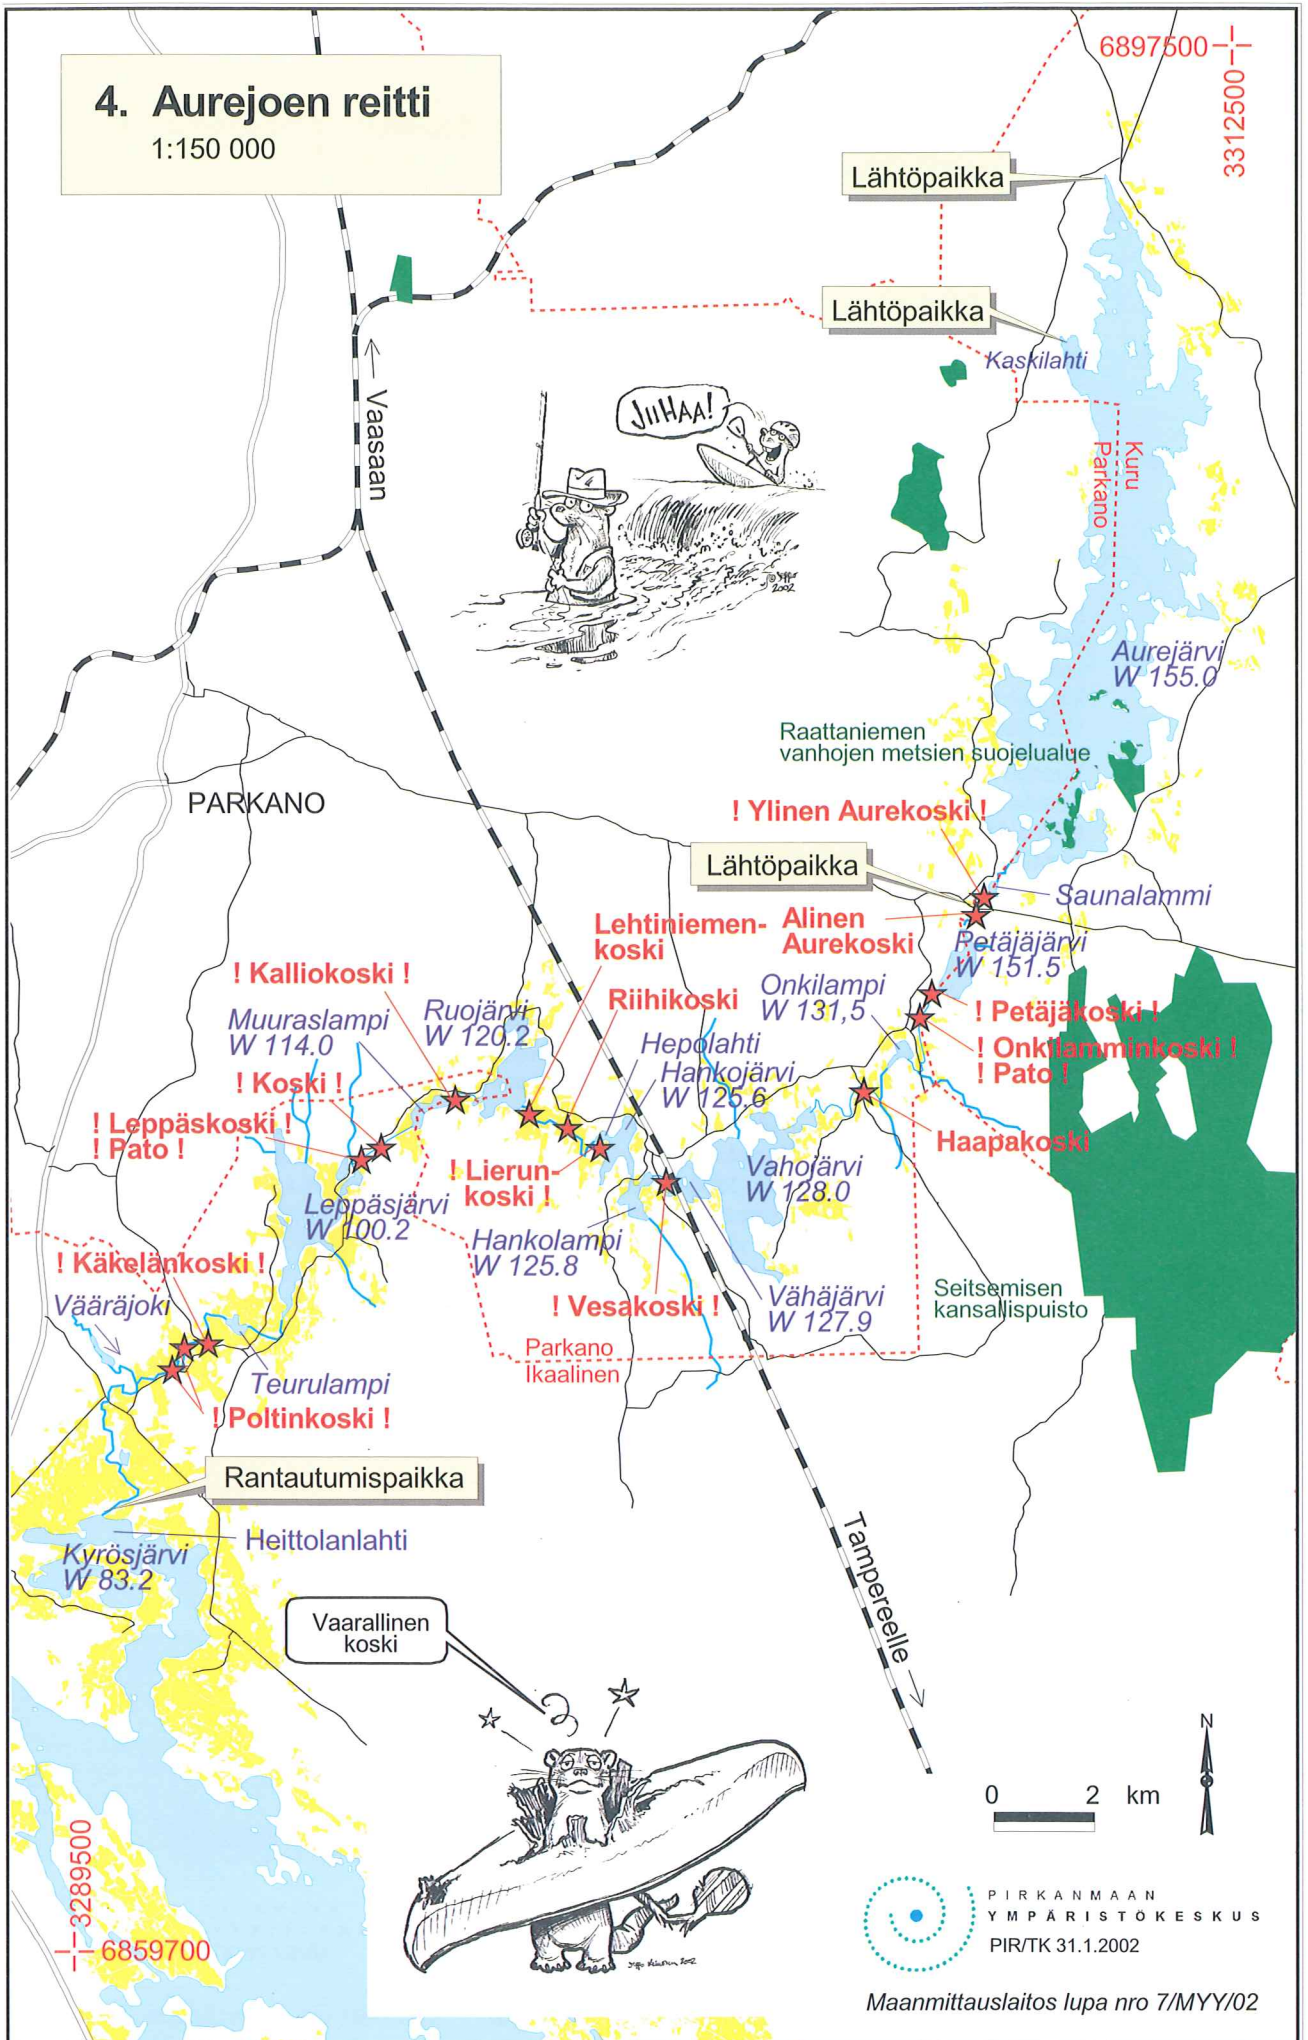 4. Aurejoen reitti
1:150 000
6897500
3312500
Lähtöpaikka
Lähtöpaikka
Kaskilahti
Vaasaan
JIIHAA!
2002
Kuru
Parkano
Aurejärvi
W 155.0
Raattaniemen
vanhojen metsien suojelualue
PARKANO
! Ylinen Aurekoski !
Lähtöpaikka
Saunalammi
Lehtiniemen-
koski
Alinen
Aurekoski
Petäjäjärvi
W 151.5
! Kalliokoski !
Riihikoski
Onkilampi
W 131,5
! Petäjäkoski !
Muuraslampi
W 114.0
Ruojärvi
W 120.2
Hepolahti
Hankojärvi
W 125.6
! Onkilamminkoski !
! Pato !
! Koski !
! Leppäskoski !
! Pato !
Haapakoski
! Lierun-
koski !
Vahojärvi
W 128.0
Leppäsjärvi
W 100.2
Hankolampi
W 125.8
! Käkelänkoski !
Vääräjoki
! Vesakoski !
Vähäjärvi
W 127.9
Seitsemisen
kansallispuisto
Parkano
Ikaalinen
Teurulampi
! Poltinkoski !
Rantautumispaikka
Heittolanlahti
Kyrösjärvi
W 83.2
Tampereelle
Vaarallinen
koski
N
0 2 km
3289500
6859700
2002
PIRKANMAAN
YMPÄRISTÖKESKUS
PIR/TK 31.1.2002
Maanmittauslaitos lupa nro 7/MYY/02